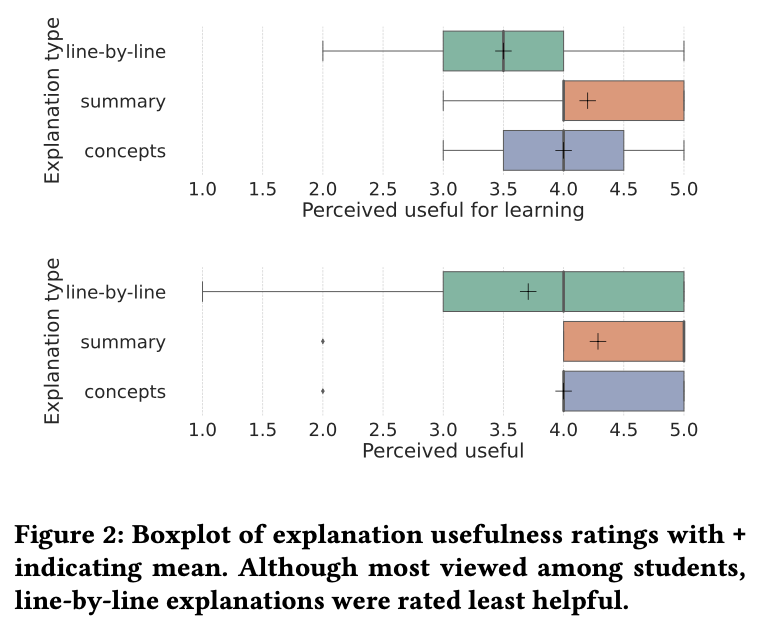 Explanation type
line-by-line
summary
concepts
1.0 1.5 2.0 2.5 3.0 3.5 4.0 4.5 5.0
Perceived useful for learning
Explanation type
line-by-line
summary
concepts
1.0 1.5 2.0 2.5 3.0 3.5 4.0 4.5 5.0
Perceived useful
Figure 2: Boxplot of explanation usefulness ratings with +
indicating mean. Although most viewed among students,
line-by-line explanations were rated least helpful.